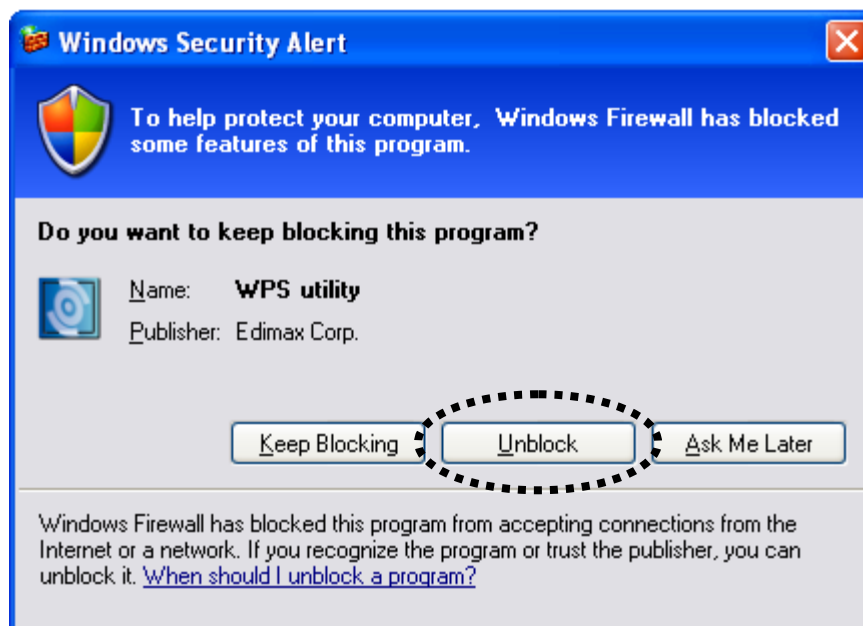 Windows Security Alert
To help protect your computer, Windows Firewall has blocked
some features of this program.
Do you want to keep blocking this program?
Name: WPS utility
Publisher: Edimax Corp.
Keep Blocking Unblock Ask Me Later
Windows Firewall has blocked this program from accepting connections from the
Internet or a network. If you recognize the program or trust the publisher, you can
unblock it. When should I unblock a program?